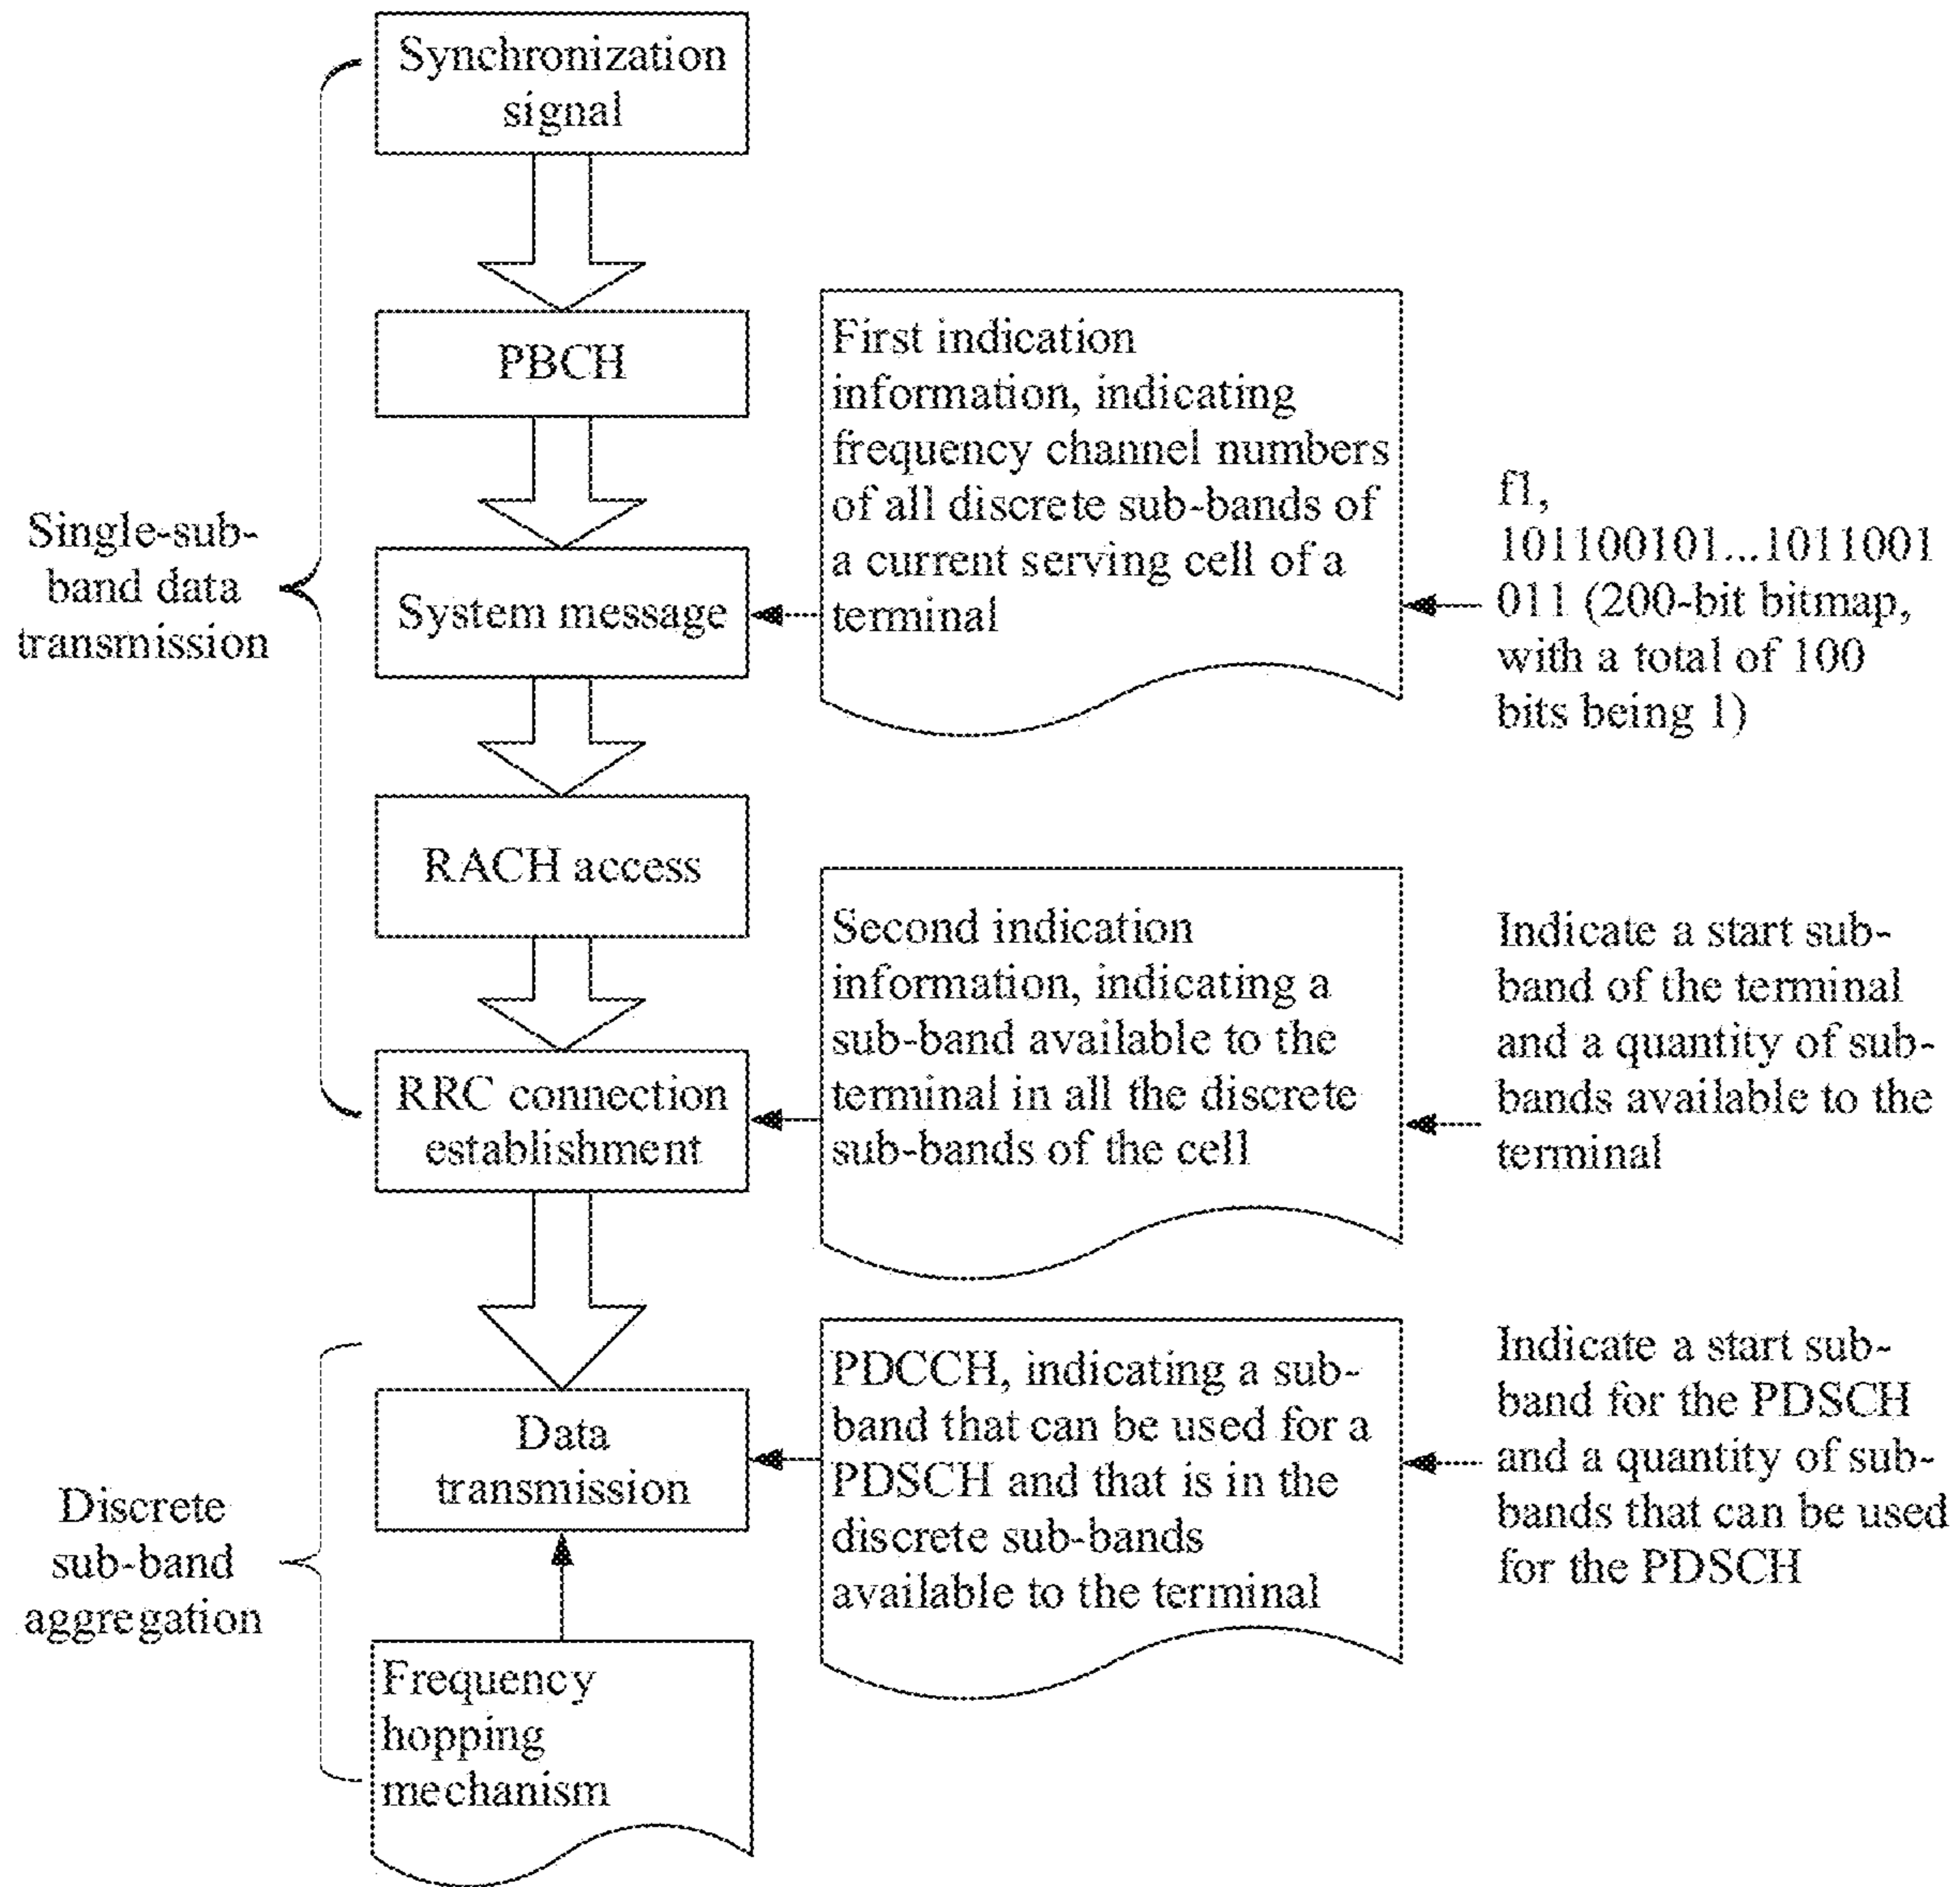 Synchronization
signal
PBCH
First indication
information, indicating
frequency channel numbers
of all discrete sub-bands of
a current serving cell of a
terminal
f1,
101100101...1011001
011 (200-bit bitmap,
with a total of 100
bits being 1)
Single-sub-
band data
transmission
System message
RACH access
Second indication
information, indicating a
sub-band available to the
terminal in all the discrete
sub-bands of the cell
Indicate a start sub-
band of the terminal
and a quantity of sub-
bands available to the
terminal
RRC connection
establishment
Data
transmission
PDCCH, indicating a sub-
band that can be used for a
PDSCH and that is in the
discrete sub-bands
available to the terminal
Indicate a start sub-
band for the PDSCH
and a quantity of sub-
bands that can be used
for the PDSCH
Discrete
sub-band
aggregation
Frequency
hopping
mechanism